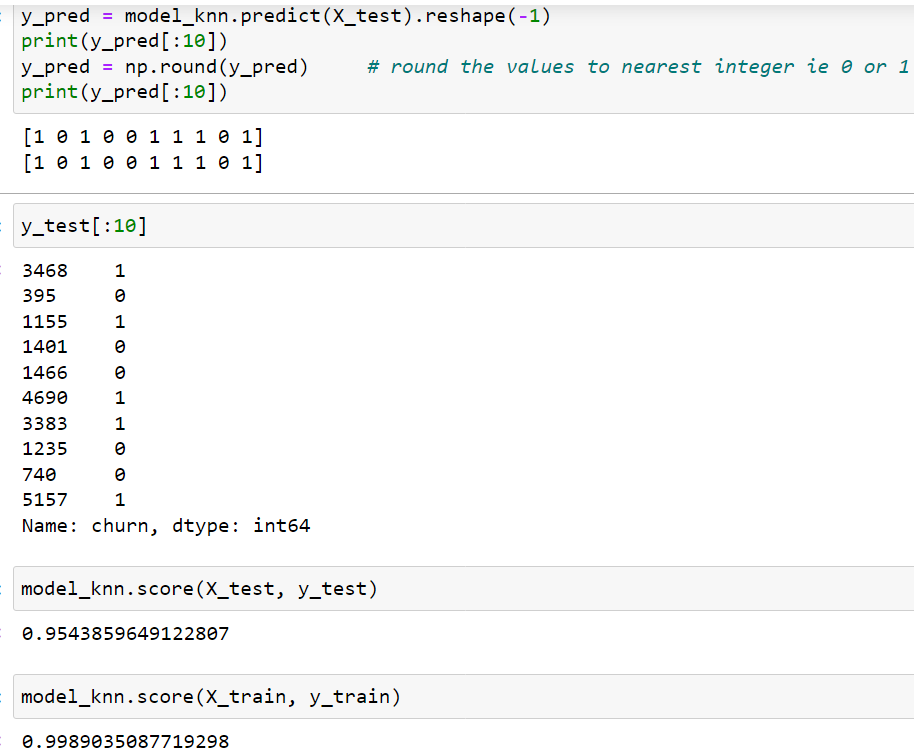 y_pred = model_knn.predict(X_test).reshape(-1)
print(y_pred[:10])
y_pred = np.round(y_pred)     # round the values to nearest integer ie 0 or 1
print(y_pred[:10])
[1 0 1 0 0 1 1 1 0 1]
[1 0 1 0 0 1 1 1 0 1]
y_test[:10]
3468    1
395     0
1155    1
1401    0
1466    0
4690    1
3383    1
1235    0
740     0
5157    1
Name: churn, dtype: int64
model_knn.score(X_test, y_test)
0.9543859649122807
model_knn.score(X_train, y_train)
0.9989035087719298